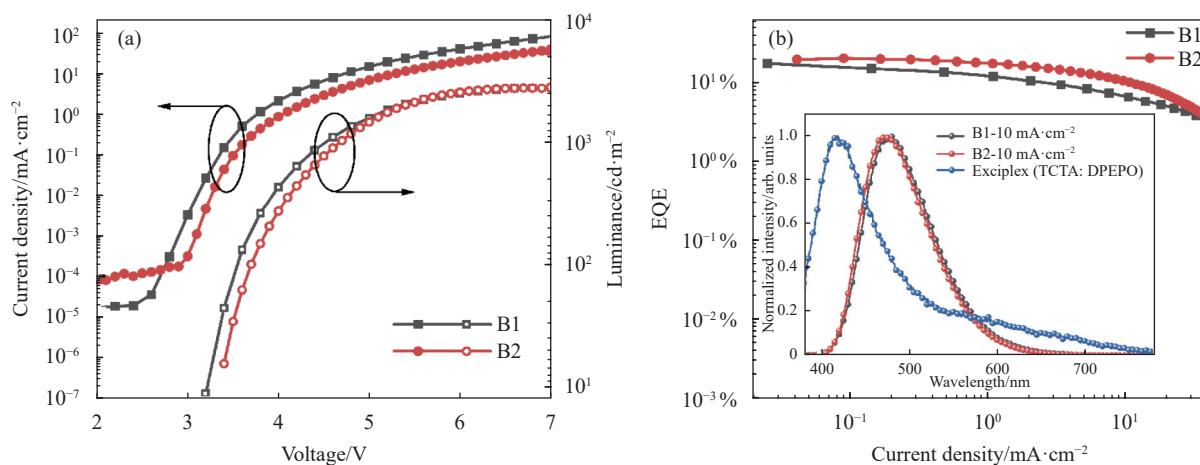 (a)
10²
10¹
10⁰
10⁻¹
10⁻²
10⁻³
10⁻⁴
10⁻⁵
10⁻⁶
10⁻⁷
Current density/mA·cm⁻²
2 3 4 5 6 7
Voltage/V
10⁴
10³
10²
10¹
Luminance/cd·m⁻²
B1
B2
(b)
B1
B2
10¹ %
10⁰ %
10⁻¹ %
10⁻² %
10⁻³ %
EQE
10⁻¹ 10⁰ 10¹
Current density/mA·cm⁻²
B1-10 mA·cm⁻²
B2-10 mA·cm⁻²
Exciplex (TCTA: DPEPO)
1.0
0.8
0.6
0.4
0.2
0
Normalized intensity/arb. units
400 500 600 700
Wavelength/nm